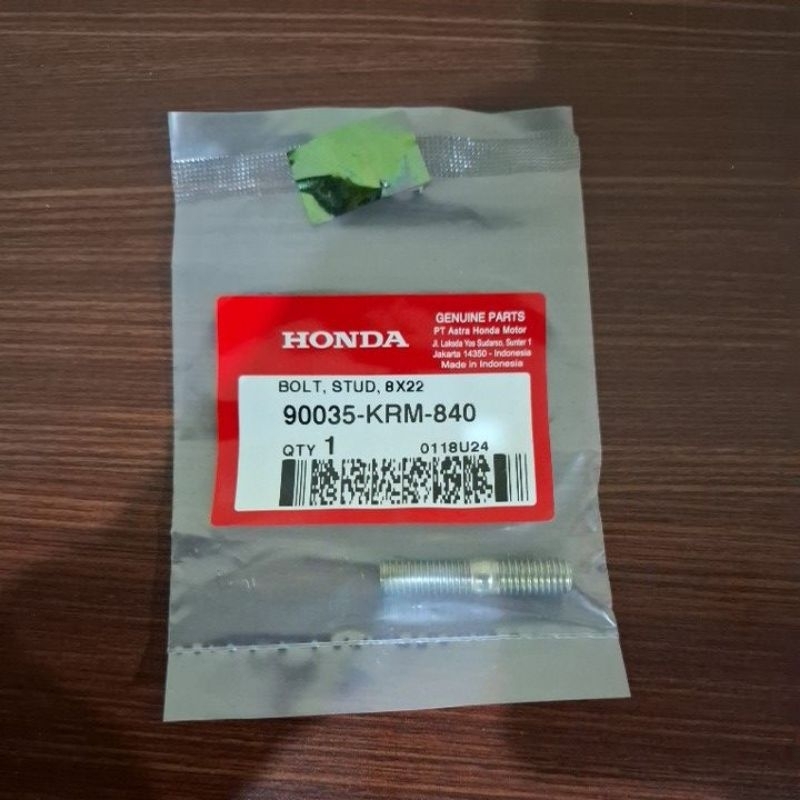 HONDA
GENUINE PARTS
PT Astra Honda Motor
Jl. Laksda Yos Sudarso, Sunter 1
Jakarta 14350 - Indonesia
Made in Indonesia
BOLT, STUD, 8X22
90035-KRM-840
QTY 1 0118U24